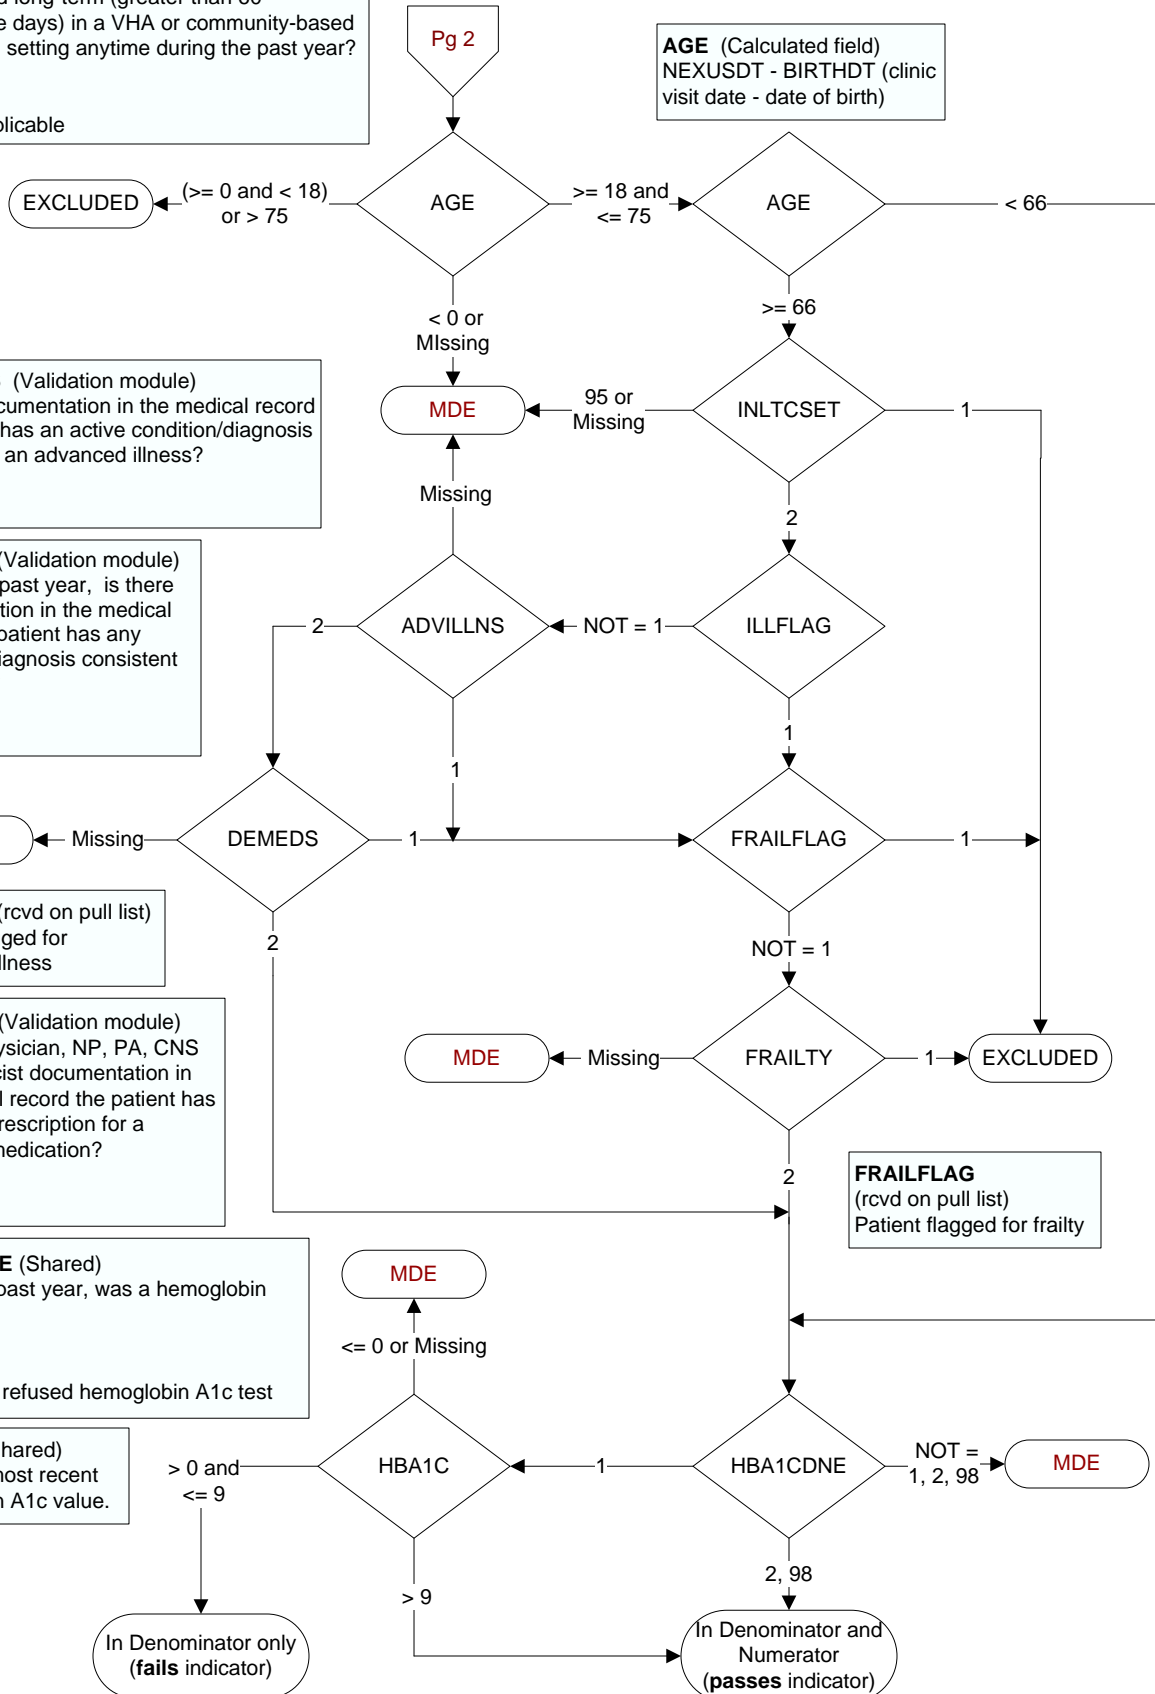 e days) in a VHA or community-based
setting anytime during the past year?
Pg 2
AGE (Calculated field)
NEXUSDT - BIRTHDT (clinic
visit date - date of birth)
EXCLUDED
(>= 0 and < 18)
or > 75
AGE
>= 18 and
<= 75
AGE
< 66
< 0 or
MIssing
>= 66
(Validation module)
cumentation in the medical record
has an active condition/diagnosis
an advanced illness?
MDE
95 or
Missing
INLTCSET
1
Missing
2
(Validation module)
past year, is there
tion in the medical
patient has any
iagnosis consistent
2
ADVILLNS
NOT = 1
ILLFLAG
1
1
Missing
DEMEDS
1
FRAILFLAG
1
(rcvd on pull list)
ged for
llness
2
NOT = 1
(Validation module)
ysician, NP, PA, CNS
cist documentation in
l record the patient has
rescription for a
medication?
MDE
Missing
FRAILTY
1
EXCLUDED
2
FRAILFLAG
(rcvd on pull list)
Patient flagged for frailty
E (Shared)
past year, was a hemoglobin
refused hemoglobin A1c test
MDE
<= 0 or Missing
hared)
most recent
n A1c value.
> 0 and
<= 9
HBA1C
1
HBA1CDNE
NOT =
1, 2, 98
MDE
> 9
2, 98
In Denominator only
(fails indicator)
In Denominator and
Numerator
(passes indicator)